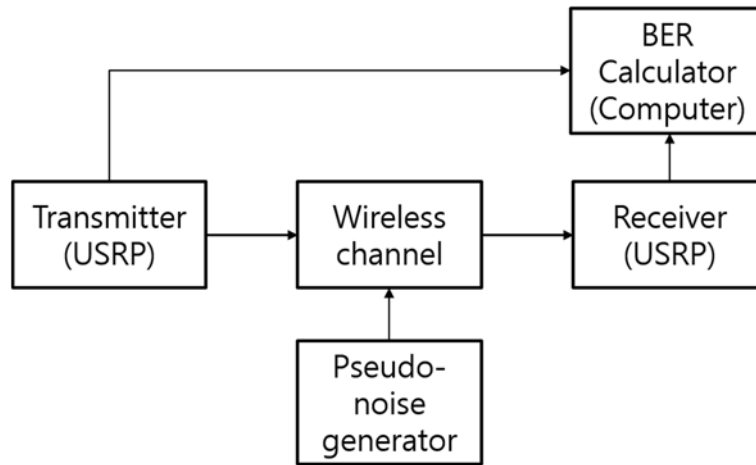 BER
Calculator
(Computer)
Transmitter
(USRP)
Wireless
channel
Receiver
(USRP)
Pseudo-
noise
generator